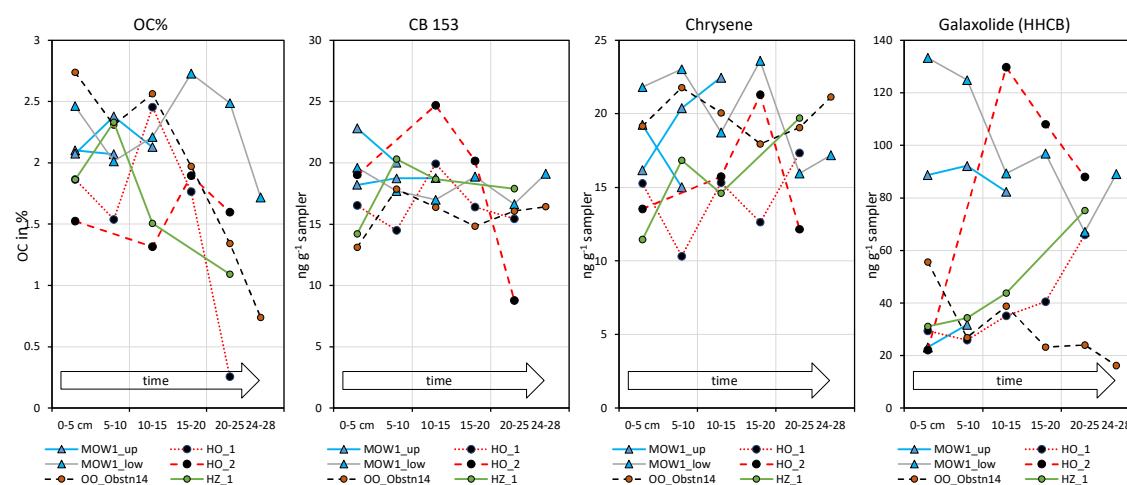 OC%
CB 153
Chrysene
Galaxolide (HHCB)
OC in %
3
2.5
2
1.5
1
0.5
0
time
0-5 cm 5-10 10-15 15-20 20-25 24-28
ng g⁻¹ sampler
30
25
20
15
10
5
0
time
0-5 cm 5-10 10-15 15-20 20-25 24-28
ng g⁻¹ sampler
25
20
15
10
5
0
time
0-5 cm 5-10 10-15 15-20 20-25 24-28
ng g⁻¹ sampler
140
120
100
80
60
40
20
0
time
0-5 cm 5-10 10-15 15-20 20-25 24-28
MOW1_up HO_1
MOW1_low HO_2
OO_Obstn14 HZ_1
MOW1_up HO_1
MOW1_low HO_2
OO_Obstn14 HZ_1
MOW1_up HO_1
MOW1_low HO_2
OO_Obstn14 HZ_1
MOW1_up HO_1
MOW1_low HO_2
OO_Obstn14 HZ_1